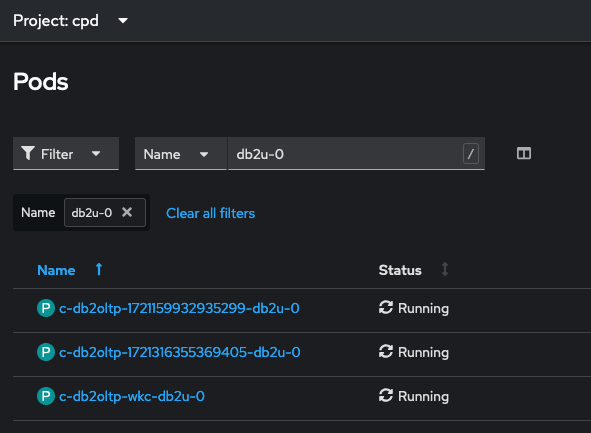 Project: cpd
Pods
Filter Name db2u-0 /
Name db2u-0 Clear all filters
Name Status
P c-db2oltp-1721159932935299-db2u-0 Running
P c-db2oltp-1721316355369405-db2u-0 Running
P c-db2oltp-wkc-db2u-0 Running